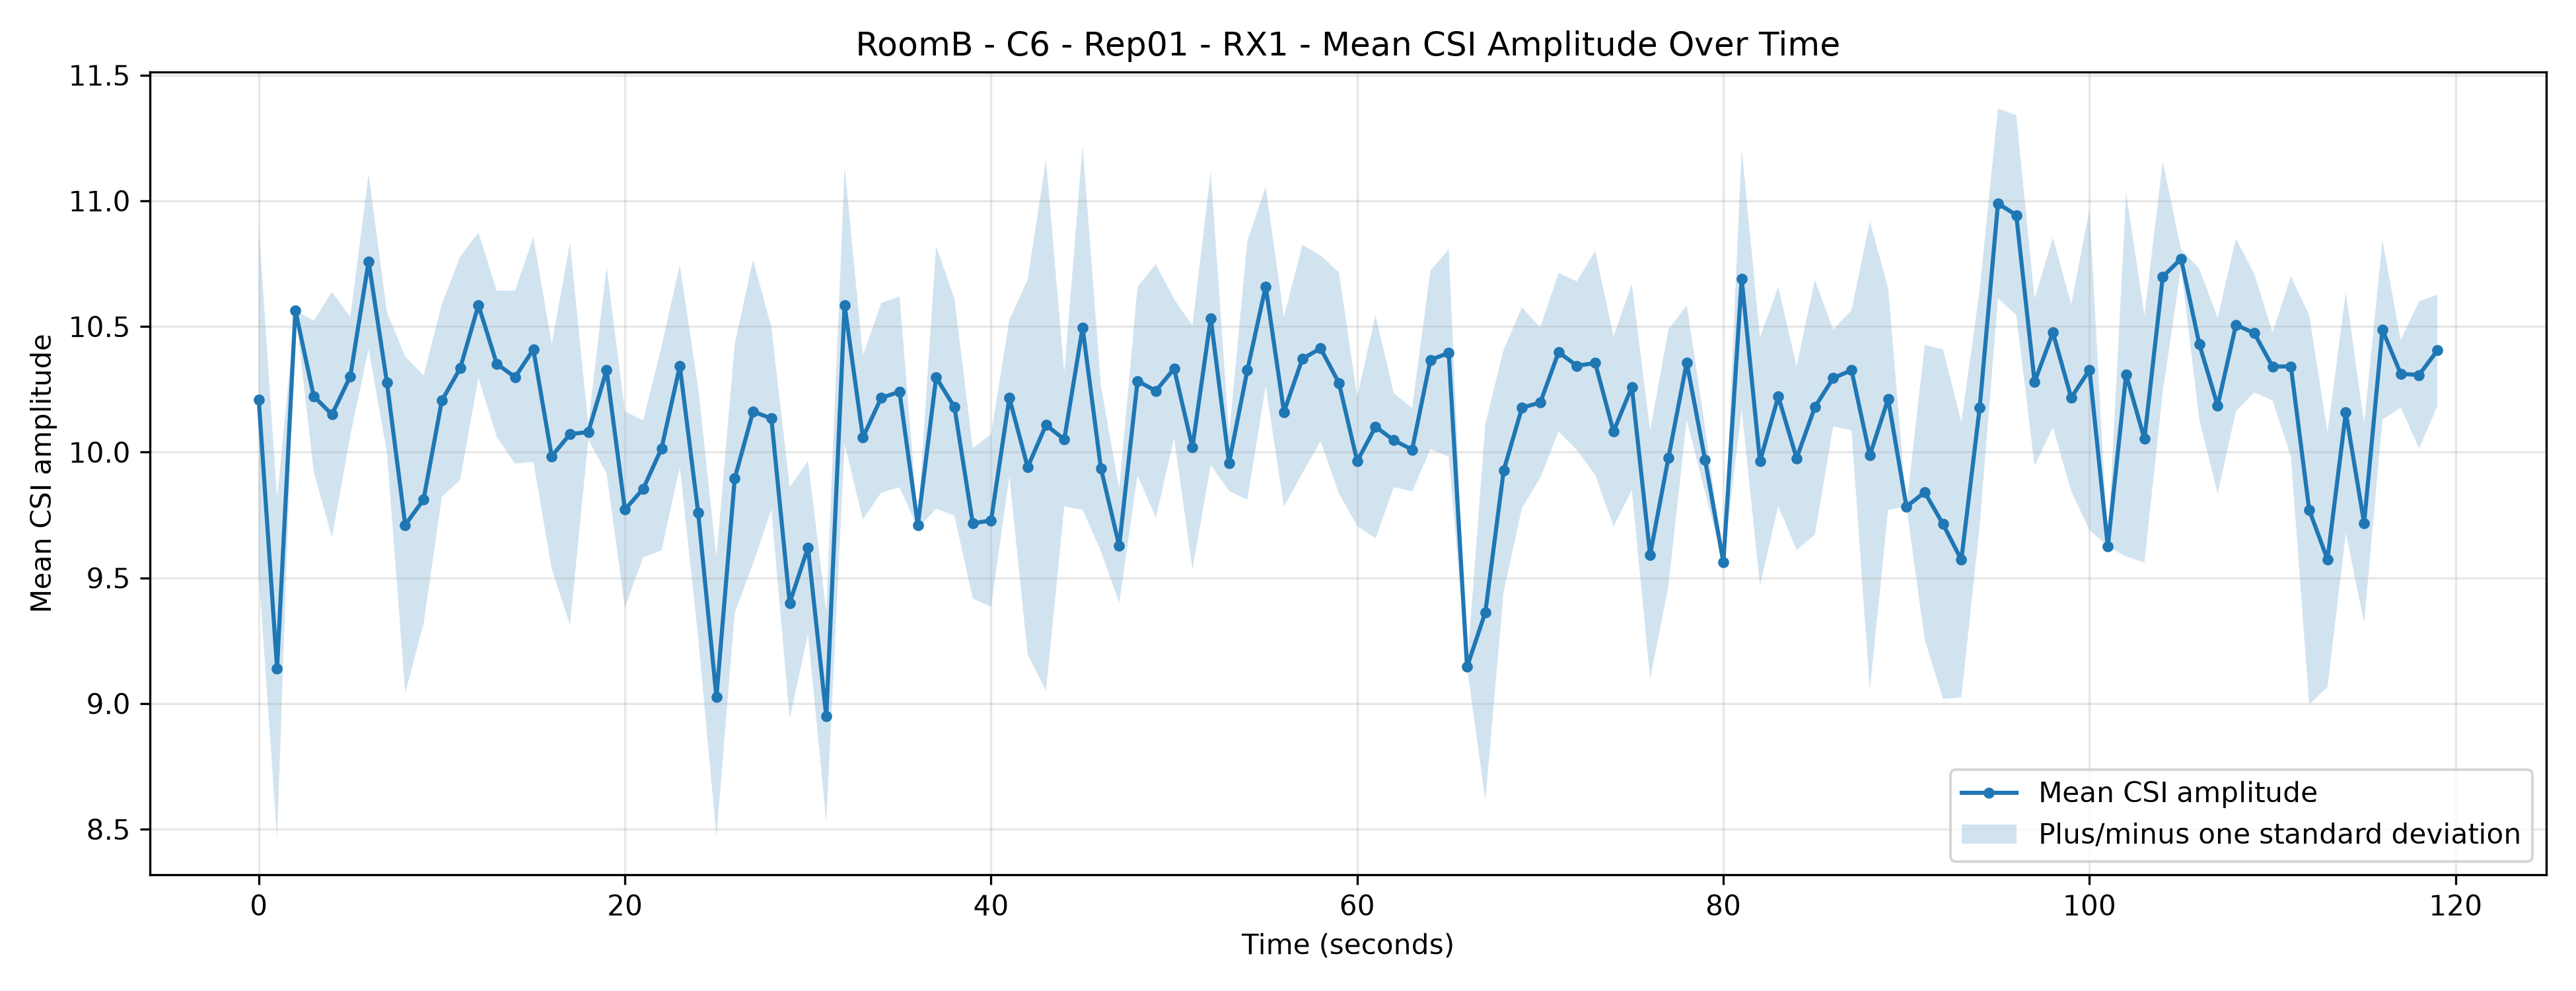 RoomB - C6 - Rep01 - RX1 - Mean CSI Amplitude Over Time
11.5
11.0
10.5
10.0
9.5
9.0
8.5
Mean CSI amplitude
Mean CSI amplitude
Plus/minus one standard deviation
0 20 40 60 80 100 120
Time (seconds)